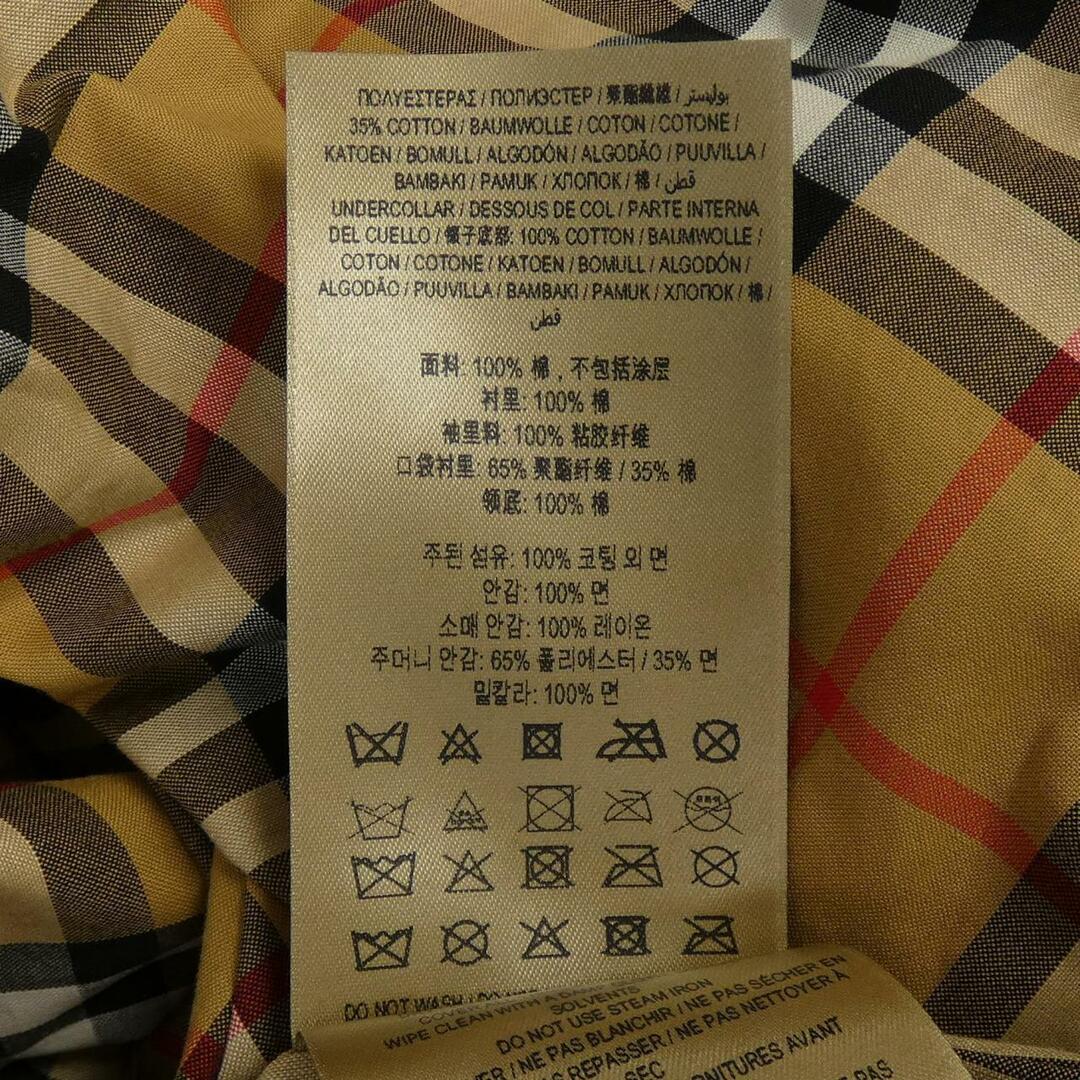 ΠΟΛΥΕΣΤΕΡΑΣ / ПОЛИЭСТЕР / 聚酯纖維 / بوليستر
35% COTTON / BAUMWOLLE / COTON / COTONE /
KATOEN / BOMULL / ALGODÓN / ALGODÃO / PUUVILLA /
BAMBAKI / PAMUK / ХЛОПОК / 棉 / قطن
UNDERCOLLAR / DESSOUS DE COL / PARTE INTERNA
DEL CUELLO / 领子底部: 100% COTTON / BAUMWOLLE /
COTON / COTONE / KATOEN / BOMULL / ALGODÓN /
ALGODÃO / PUUVILLA / BAMBAKI / PAMUK / ХЛОПОК / 棉 /
قطن
面料: 100% 棉 , 不包括涂层
衬里: 100% 棉
袖里料: 100% 粘胶纤维
口袋衬里: 65% 聚酯纤维 / 35% 棉
领底: 100% 棉
주된 섬유: 100% 코팅 외 면
안감: 100% 면
소매 안감: 100% 레이온
주머니 안감: 65% 폴리에스터 / 35% 면
밑칼라: 100% 면
DO NOT WASH /
WIPE CLEAN WITH A
SOLVENTS
DO NOT USE STEAM IRON
/ NE PAS BLANCHIR / NE PAS SÉCHER EN
REPASSER / NE PAS NETTOYER À
SEC
AVANT
PAS